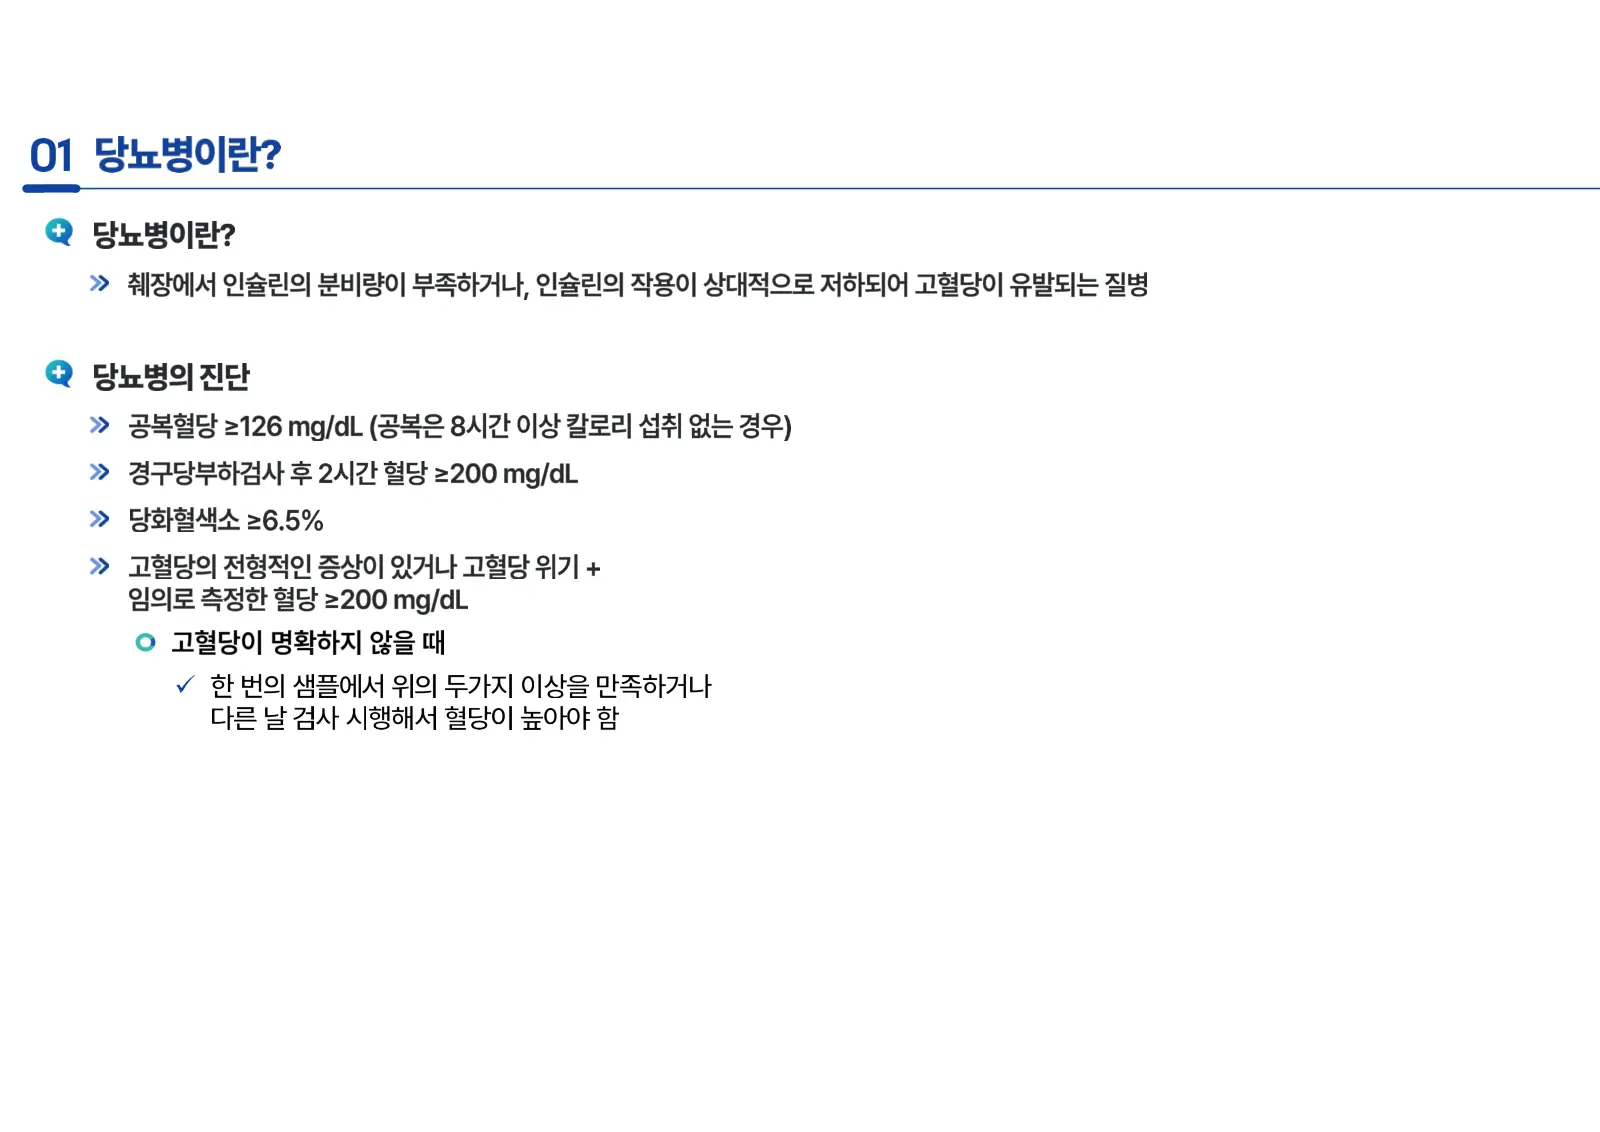 01 당뇨병이란?
당뇨병이란?
췌장에서 인슐린의 분비량이 부족하거나, 인슐린의 작용이 상대적으로 저하되어 고혈당이 유발되는 질병
당뇨병의 진단
공복혈당 ≥126 mg/dL (공복은 8시간 이상 칼로리 섭취 없는 경우)
경구당부하검사 후 2시간 혈당 ≥200 mg/dL
당화혈색소 ≥6.5%
고혈당의 전형적인 증상이 있거나 고혈당 위기 +
임의로 측정한 혈당 ≥200 mg/dL
고혈당이 명확하지 않을 때
한 번의 샘플에서 위의 두가지 이상을 만족하거나
다른 날 검사 시행해서 혈당이 높아야 함